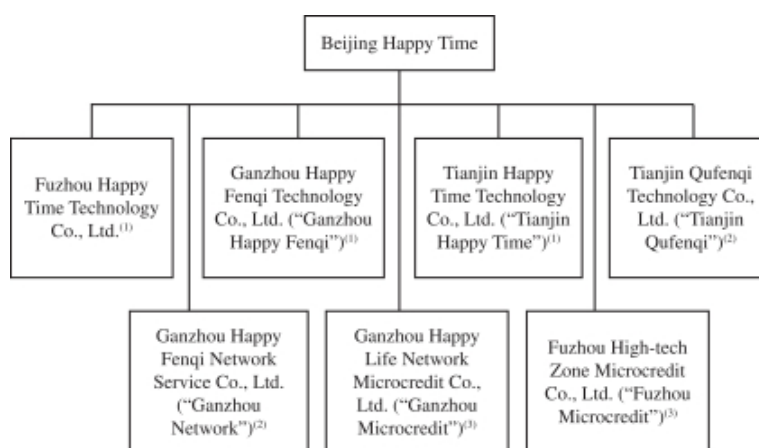 Beijing Happy Time
Fuzhou Happy
Time Technology
Co., Ltd.(1)
Ganzhou Happy
Fenqi Technology
Co., Ltd. (“Ganzhou
Happy Fenqi”)(1)
Tianjin Happy
Time Technology
Co., Ltd. (“Tianjin
Happy Time”)(1)
Tianjin Qufenqi
Technology Co.,
Ltd. (“Tianjin
Qufenqi”)(2)
Ganzhou Happy
Fenqi Network
Service Co., Ltd.
(“Ganzhou
Network”)(2)
Ganzhou Happy
Life Network
Microcredit Co.,
Ltd. (“Ganzhou
Microcredit”)(3)
Fuzhou High-tech
Zone Microcredit
Co., Ltd. (“Fuzhou
Microcredit”)(3)